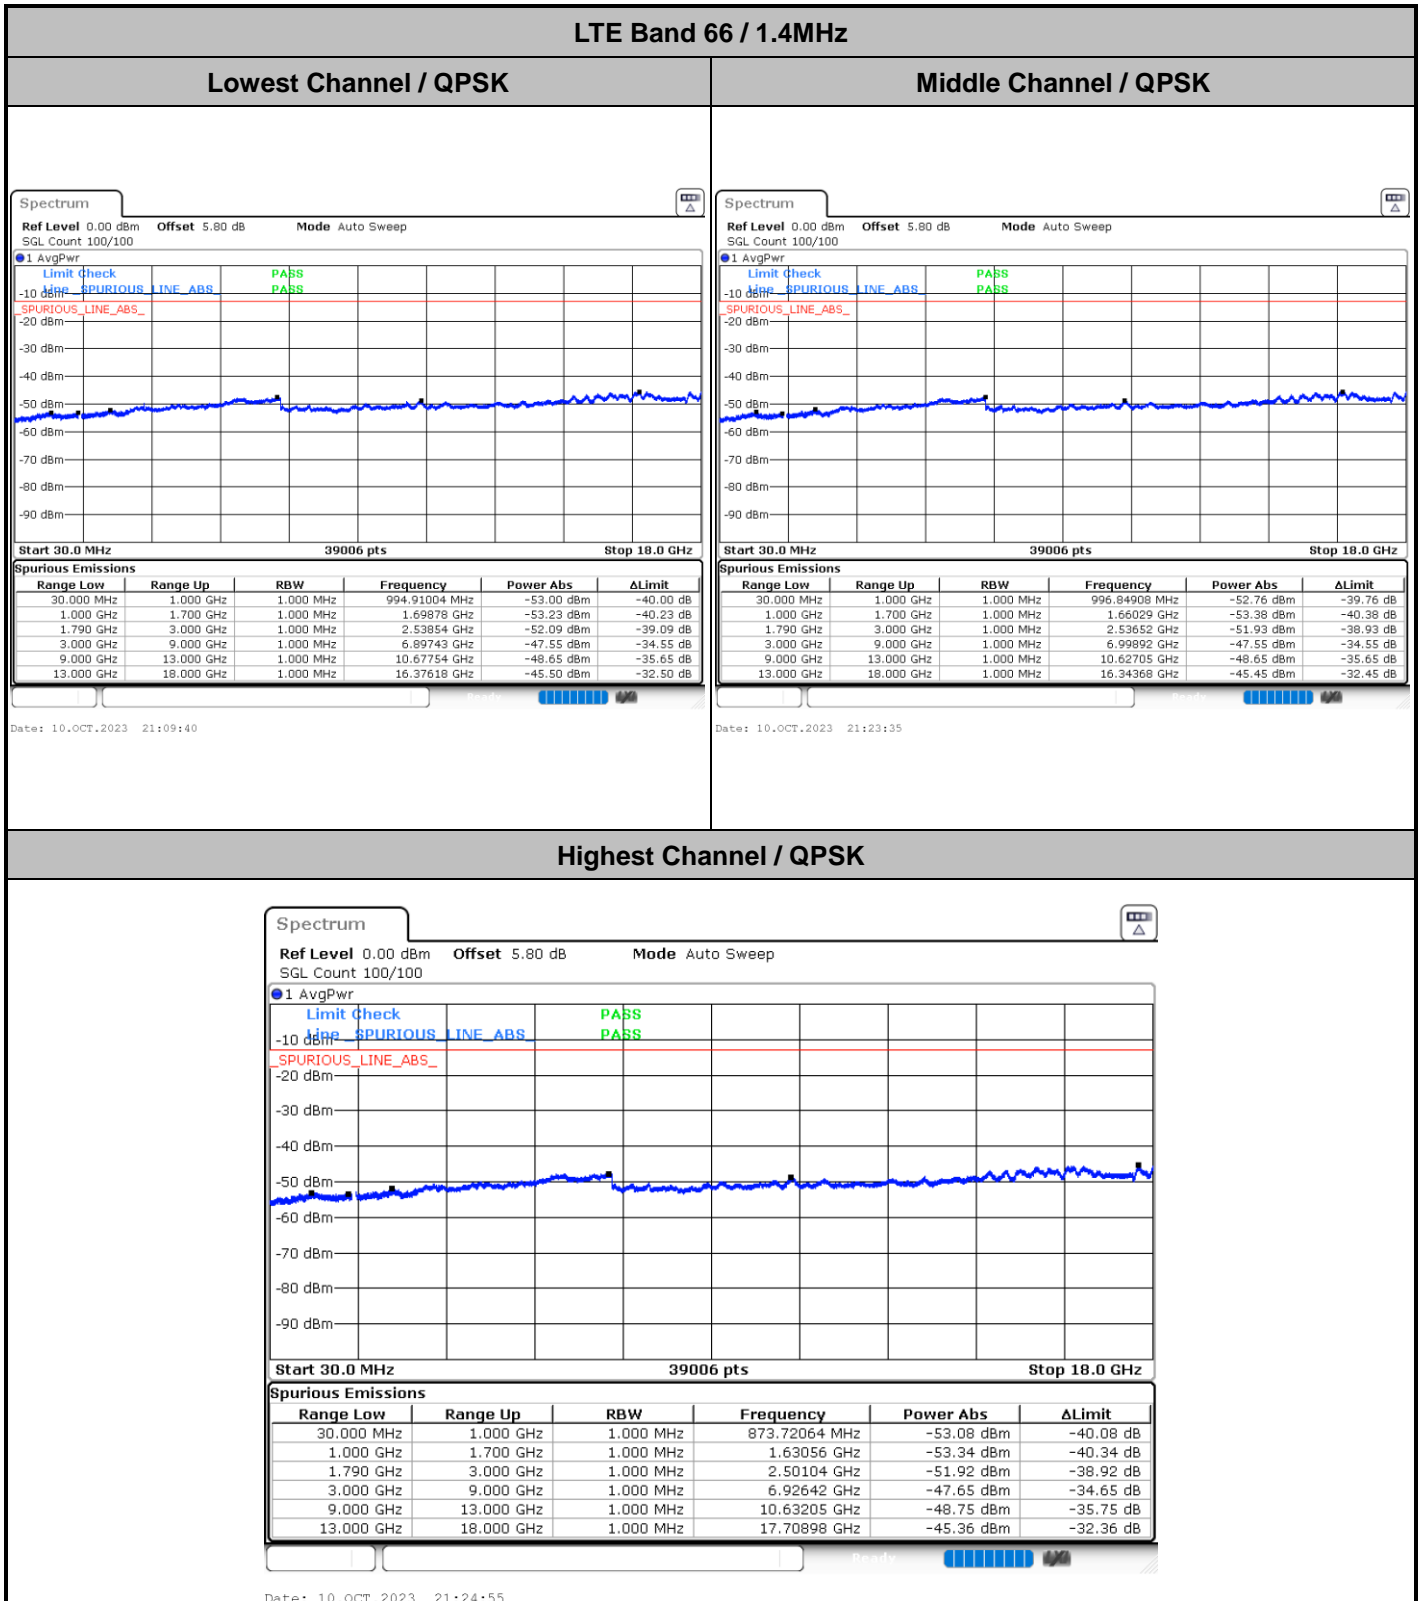 LTE Band 66 / 1.4MHz
Lowest Channel / QPSK
Middle Channel / QPSK
Spectrum
Ref Level 0.00 dBm Offset 5.80 dB Mode Auto Sweep
SGL Count 100/100
1 AvgPwr
Limit Check PASS
Line _SPURIOUS_LINE_ABS_ PASS
-10 dBm
_SPURIOUS_LINE_ABS_
-20 dBm
-30 dBm
-40 dBm
-50 dBm
-60 dBm
-70 dBm
-80 dBm
-90 dBm
Start 30.0 MHz 39006 pts Stop 18.0 GHz
Spurious Emissions
Range Low Range Up RBW Frequency Power Abs ΔLimit
30.000 MHz 1.000 GHz 1.000 MHz 994.91004 MHz -53.00 dBm -40.00 dB
1.000 GHz 1.700 GHz 1.000 MHz 1.69878 GHz -53.23 dBm -40.23 dB
1.790 GHz 3.000 GHz 1.000 MHz 2.53854 GHz -52.09 dBm -39.09 dB
3.000 GHz 9.000 GHz 1.000 MHz 6.89743 GHz -47.55 dBm -34.55 dB
9.000 GHz 13.000 GHz 1.000 MHz 10.67754 GHz -48.65 dBm -35.65 dB
13.000 GHz 18.000 GHz 1.000 MHz 16.37618 GHz -45.50 dBm -32.50 dB
Ready
Date: 10.OCT.2023 21:09:40
Spectrum
Ref Level 0.00 dBm Offset 5.80 dB Mode Auto Sweep
SGL Count 100/100
1 AvgPwr
Limit Check PASS
Line _SPURIOUS_LINE_ABS_ PASS
-10 dBm
_SPURIOUS_LINE_ABS_
-20 dBm
-30 dBm
-40 dBm
-50 dBm
-60 dBm
-70 dBm
-80 dBm
-90 dBm
Start 30.0 MHz 39006 pts Stop 18.0 GHz
Spurious Emissions
Range Low Range Up RBW Frequency Power Abs ΔLimit
30.000 MHz 1.000 GHz 1.000 MHz 996.84908 MHz -52.76 dBm -39.76 dB
1.000 GHz 1.700 GHz 1.000 MHz 1.66029 GHz -53.38 dBm -40.38 dB
1.790 GHz 3.000 GHz 1.000 MHz 2.53652 GHz -51.93 dBm -38.93 dB
3.000 GHz 9.000 GHz 1.000 MHz 6.99892 GHz -47.55 dBm -34.55 dB
9.000 GHz 13.000 GHz 1.000 MHz 10.62705 GHz -48.65 dBm -35.65 dB
13.000 GHz 18.000 GHz 1.000 MHz 16.34368 GHz -45.45 dBm -32.45 dB
Ready
Date: 10.OCT.2023 21:23:35
Highest Channel / QPSK
Spectrum
Ref Level 0.00 dBm Offset 5.80 dB Mode Auto Sweep
SGL Count 100/100
1 AvgPwr
Limit Check PASS
Line _SPURIOUS_LINE_ABS_ PASS
-10 dBm
_SPURIOUS_LINE_ABS_
-20 dBm
-30 dBm
-40 dBm
-50 dBm
-60 dBm
-70 dBm
-80 dBm
-90 dBm
Start 30.0 MHz 39006 pts Stop 18.0 GHz
Spurious Emissions
Range Low Range Up RBW Frequency Power Abs ΔLimit
30.000 MHz 1.000 GHz 1.000 MHz 873.72064 MHz -53.08 dBm -40.08 dB
1.000 GHz 1.700 GHz 1.000 MHz 1.63056 GHz -53.34 dBm -40.34 dB
1.790 GHz 3.000 GHz 1.000 MHz 2.50104 GHz -51.92 dBm -38.92 dB
3.000 GHz 9.000 GHz 1.000 MHz 6.92642 GHz -47.65 dBm -34.65 dB
9.000 GHz 13.000 GHz 1.000 MHz 10.63205 GHz -48.75 dBm -35.75 dB
13.000 GHz 18.000 GHz 1.000 MHz 17.70898 GHz -45.36 dBm -32.36 dB
Ready
Date: 10.OCT.2023 21:24:55